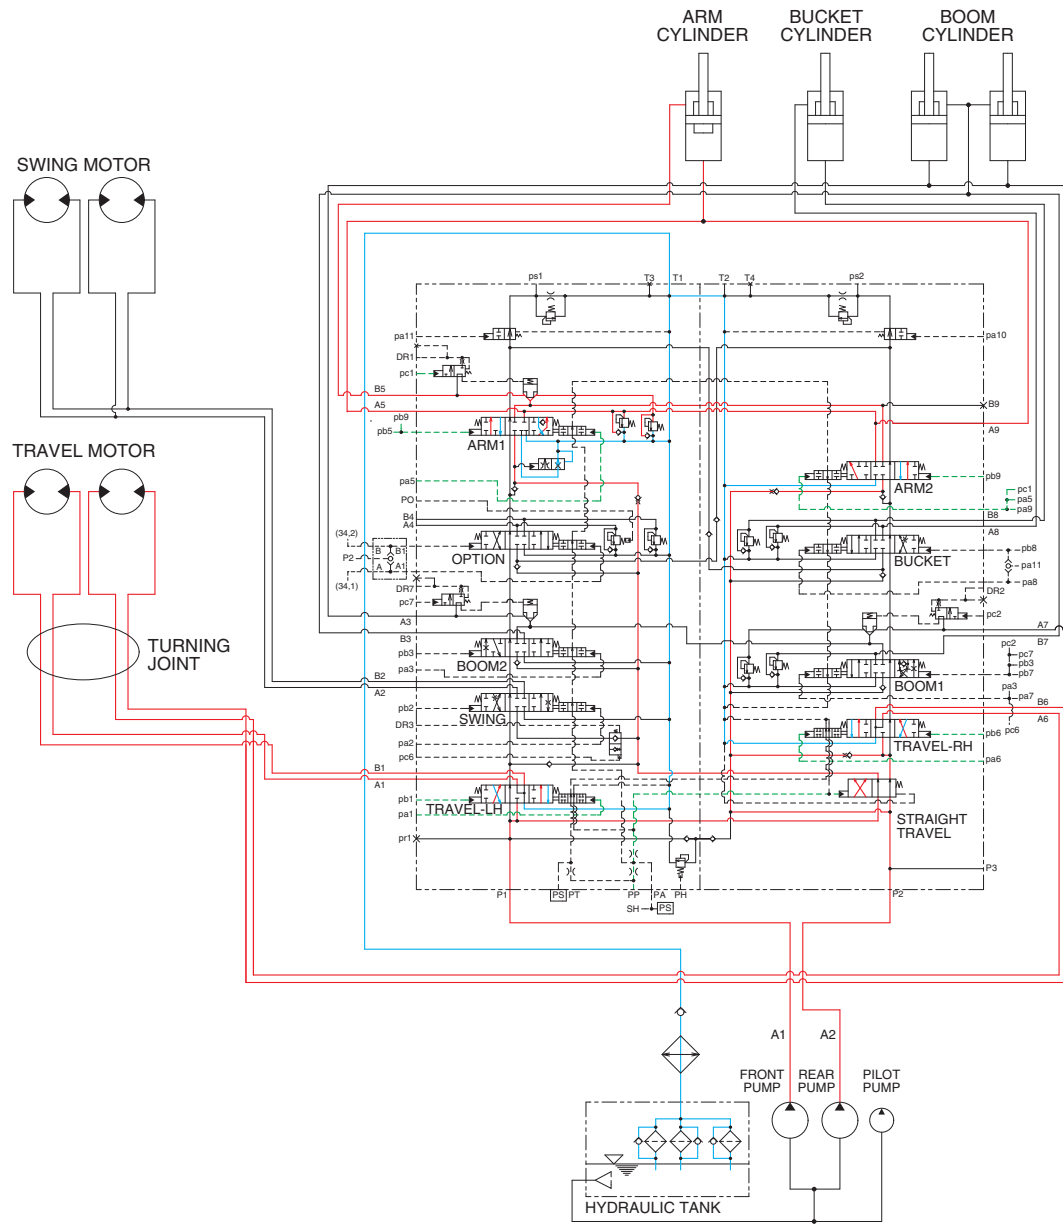 ARM
CYLINDER
BUCKET
CYLINDER
BOOM
CYLINDER
SWING MOTOR
TRAVEL MOTOR
TURNING
JOINT
ps1
T3
T1
T2
T4
ps2
pa11
DR1
pc1
B5
A5
pb9
pb5
ARM1
pa5
PO
B4
A4
(34,2)
B
B1
P2
A
A1
(34,1)
OPTION
DR7
pc7
A3
B3
pb3
BOOM2
pa3
B2
A2
pb2
SWING
DR3
pa2
pc6
B1
A1
pb1
TRAVEL-LH
pa1
pr1
pa10
B9
A9
ARM2
pb9
pc1
pa5
pa9
B8
A8
BUCKET
pb8
pa11
pa8
DR2
pc2
A7
B7
pc2
pc7
pb3
pb7
BOOM1
pa3
pa7
B6
A6
pc6
pb6
TRAVEL-RH
pa6
STRAIGHT
TRAVEL
P3
P1
PS
PT
PP
PA
PH
P2
SH
PS
A1
A2
FRONT
PUMP
REAR
PUMP
PILOT
PUMP
HYDRAULIC TANK